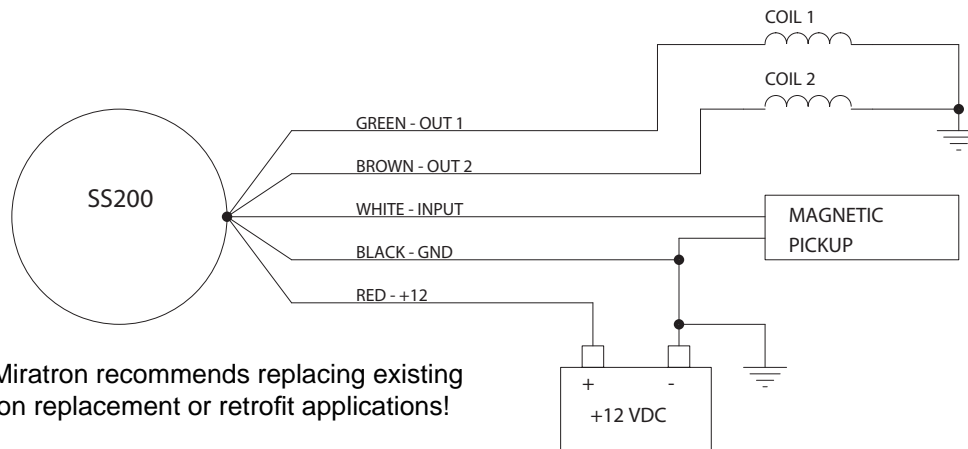 COIL 1
COIL 2
GREEN - OUT 1
BROWN - OUT 2
SS200
WHITE - INPUT
MAGNETIC
PICKUP
BLACK - GND
RED - +12
Miratron recommends replacing existing
on replacement or retrofit applications!
+ -
+12 VDC